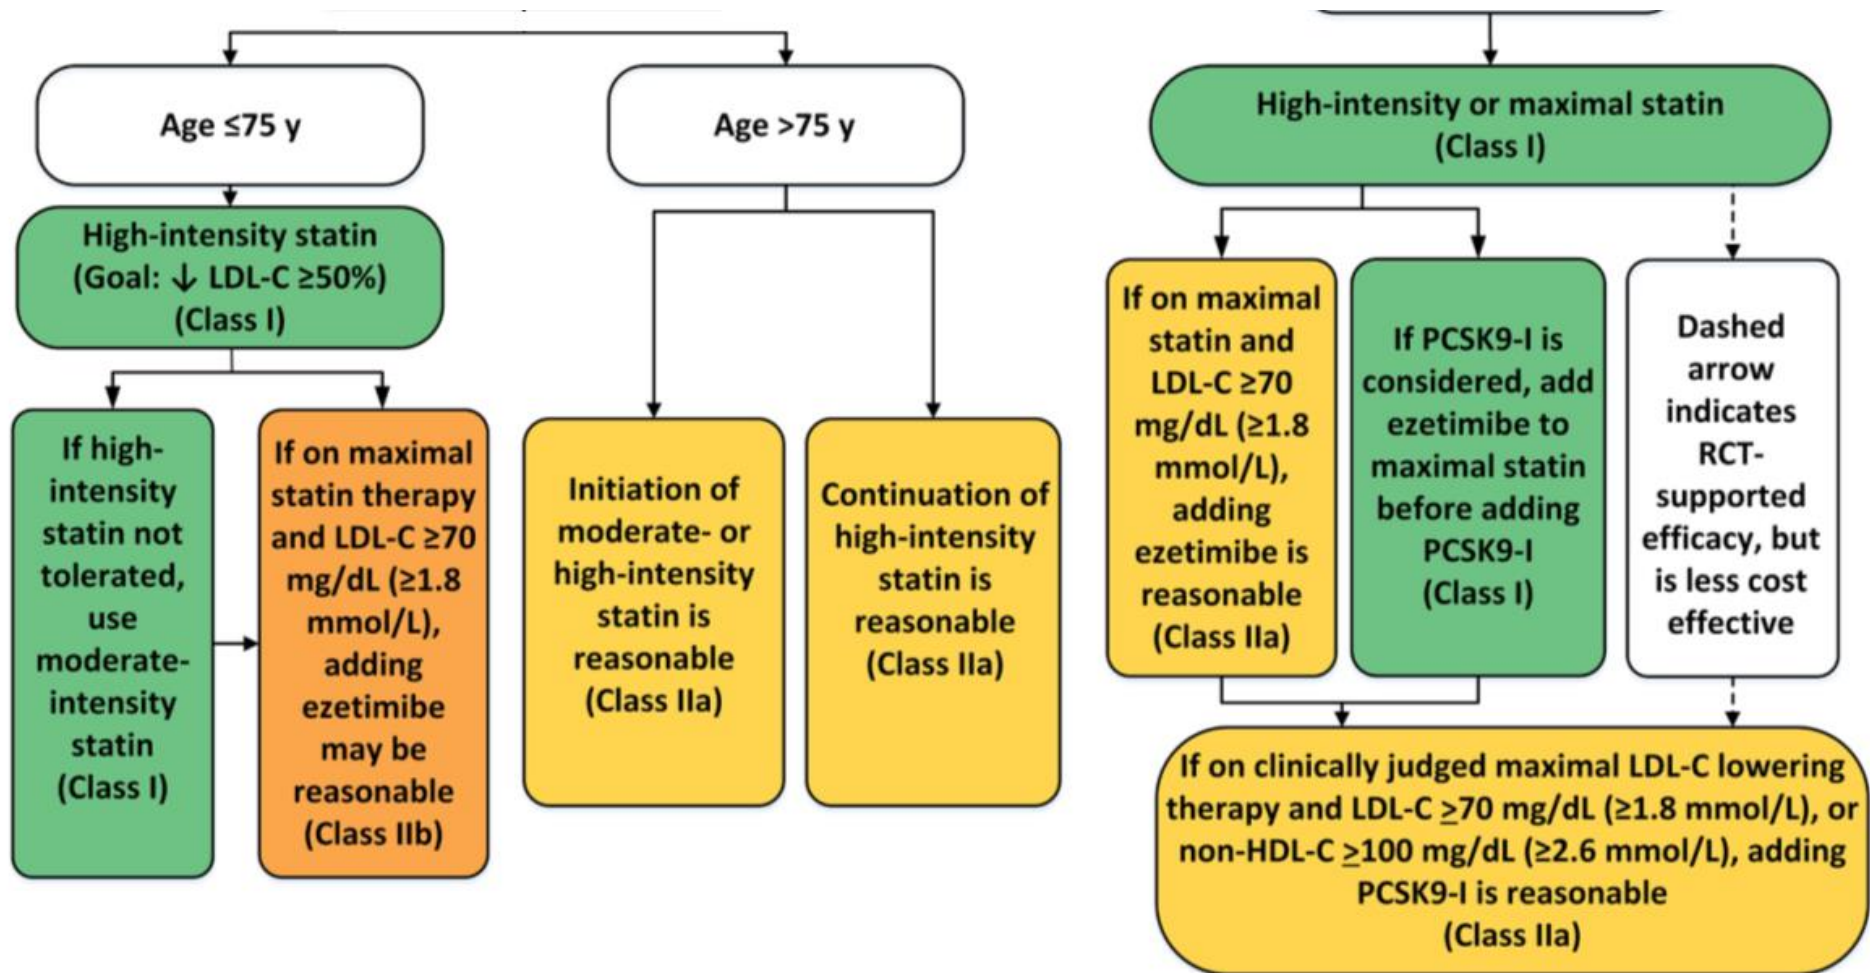 Age ≤75 y
High-intensity statin
(Goal: ↓ LDL-C ≥50%)
(Class I)
If high-
intensity
statin not
tolerated,
use
moderate-
intensity
statin
(Class I)
If on maximal
statin therapy
and LDL-C ≥70
mg/dL (≥1.8
mmol/L),
adding
ezetimibe
may be
reasonable
(Class IIb)
Age >75 y
Initiation of
moderate- or
high-intensity
statin is
reasonable
(Class IIa)
Continuation of
high-intensity
statin is
reasonable
(Class IIa)
High-intensity or maximal statin
(Class I)
If on maximal
statin and
LDL-C ≥70
mg/dL (≥1.8
mmol/L),
adding
ezetimibe is
reasonable
(Class IIa)
If PCSK9-I is
considered, add
ezetimibe to
maximal statin
before adding
PCSK9-I
(Class I)
Dashed
arrow
indicates
RCT-
supported
efficacy, but
is less cost
effective
If on clinically judged maximal LDL-C lowering
therapy and LDL-C ≥70 mg/dL (≥1.8 mmol/L), or
non-HDL-C ≥100 mg/dL (≥2.6 mmol/L), adding
PCSK9-I is reasonable
(Class IIa)